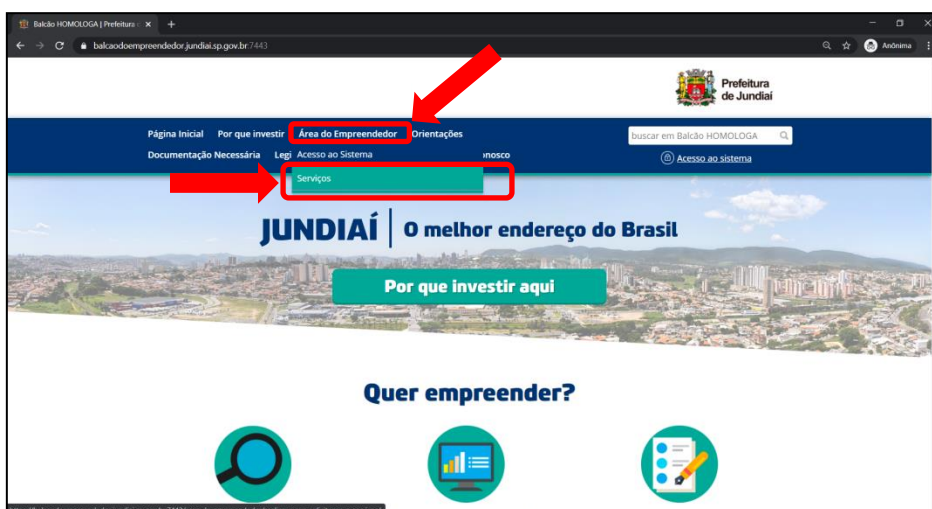 Balcão HOMOLOGA | Prefeitura
balcaodoempreendedor.jundiai.sp.gov.br:7443
Anônima
Prefeitura
de Jundiaí
Página Inicial Por que investir Área do Empreendedor Orientações
buscar em Balcão HOMOLOGA
Documentação Necessária Legi Acesso ao Sistema onosco
Acesso ao sistema
Serviços
JUNDIAÍ | O melhor endereço do Brasil
Por que investir aqui
Quer empreender?